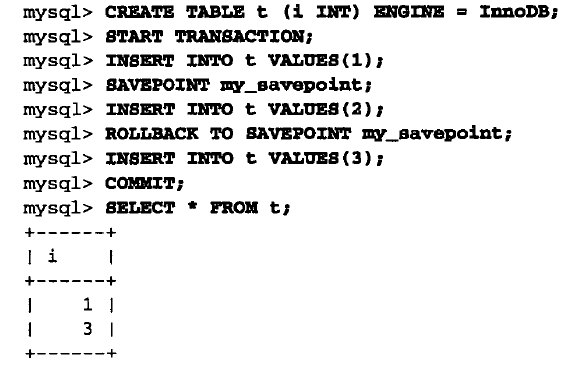 mysql> CREATE TABLE t (i INT) ENGINE = InnoDB;
mysql> START TRANSACTION;
mysql> INSERT INTO t VALUES(1);
mysql> SAVEPOINT my_savepoint;
mysql> INSERT INTO t VALUES(2);
mysql> ROLLBACK TO SAVEPOINT my_savepoint;
mysql> INSERT INTO t VALUES(3);
mysql> COMMIT;
mysql> SELECT * FROM t;
+------+
| i    |
+------+
|    1 |
|    3 |
+------+